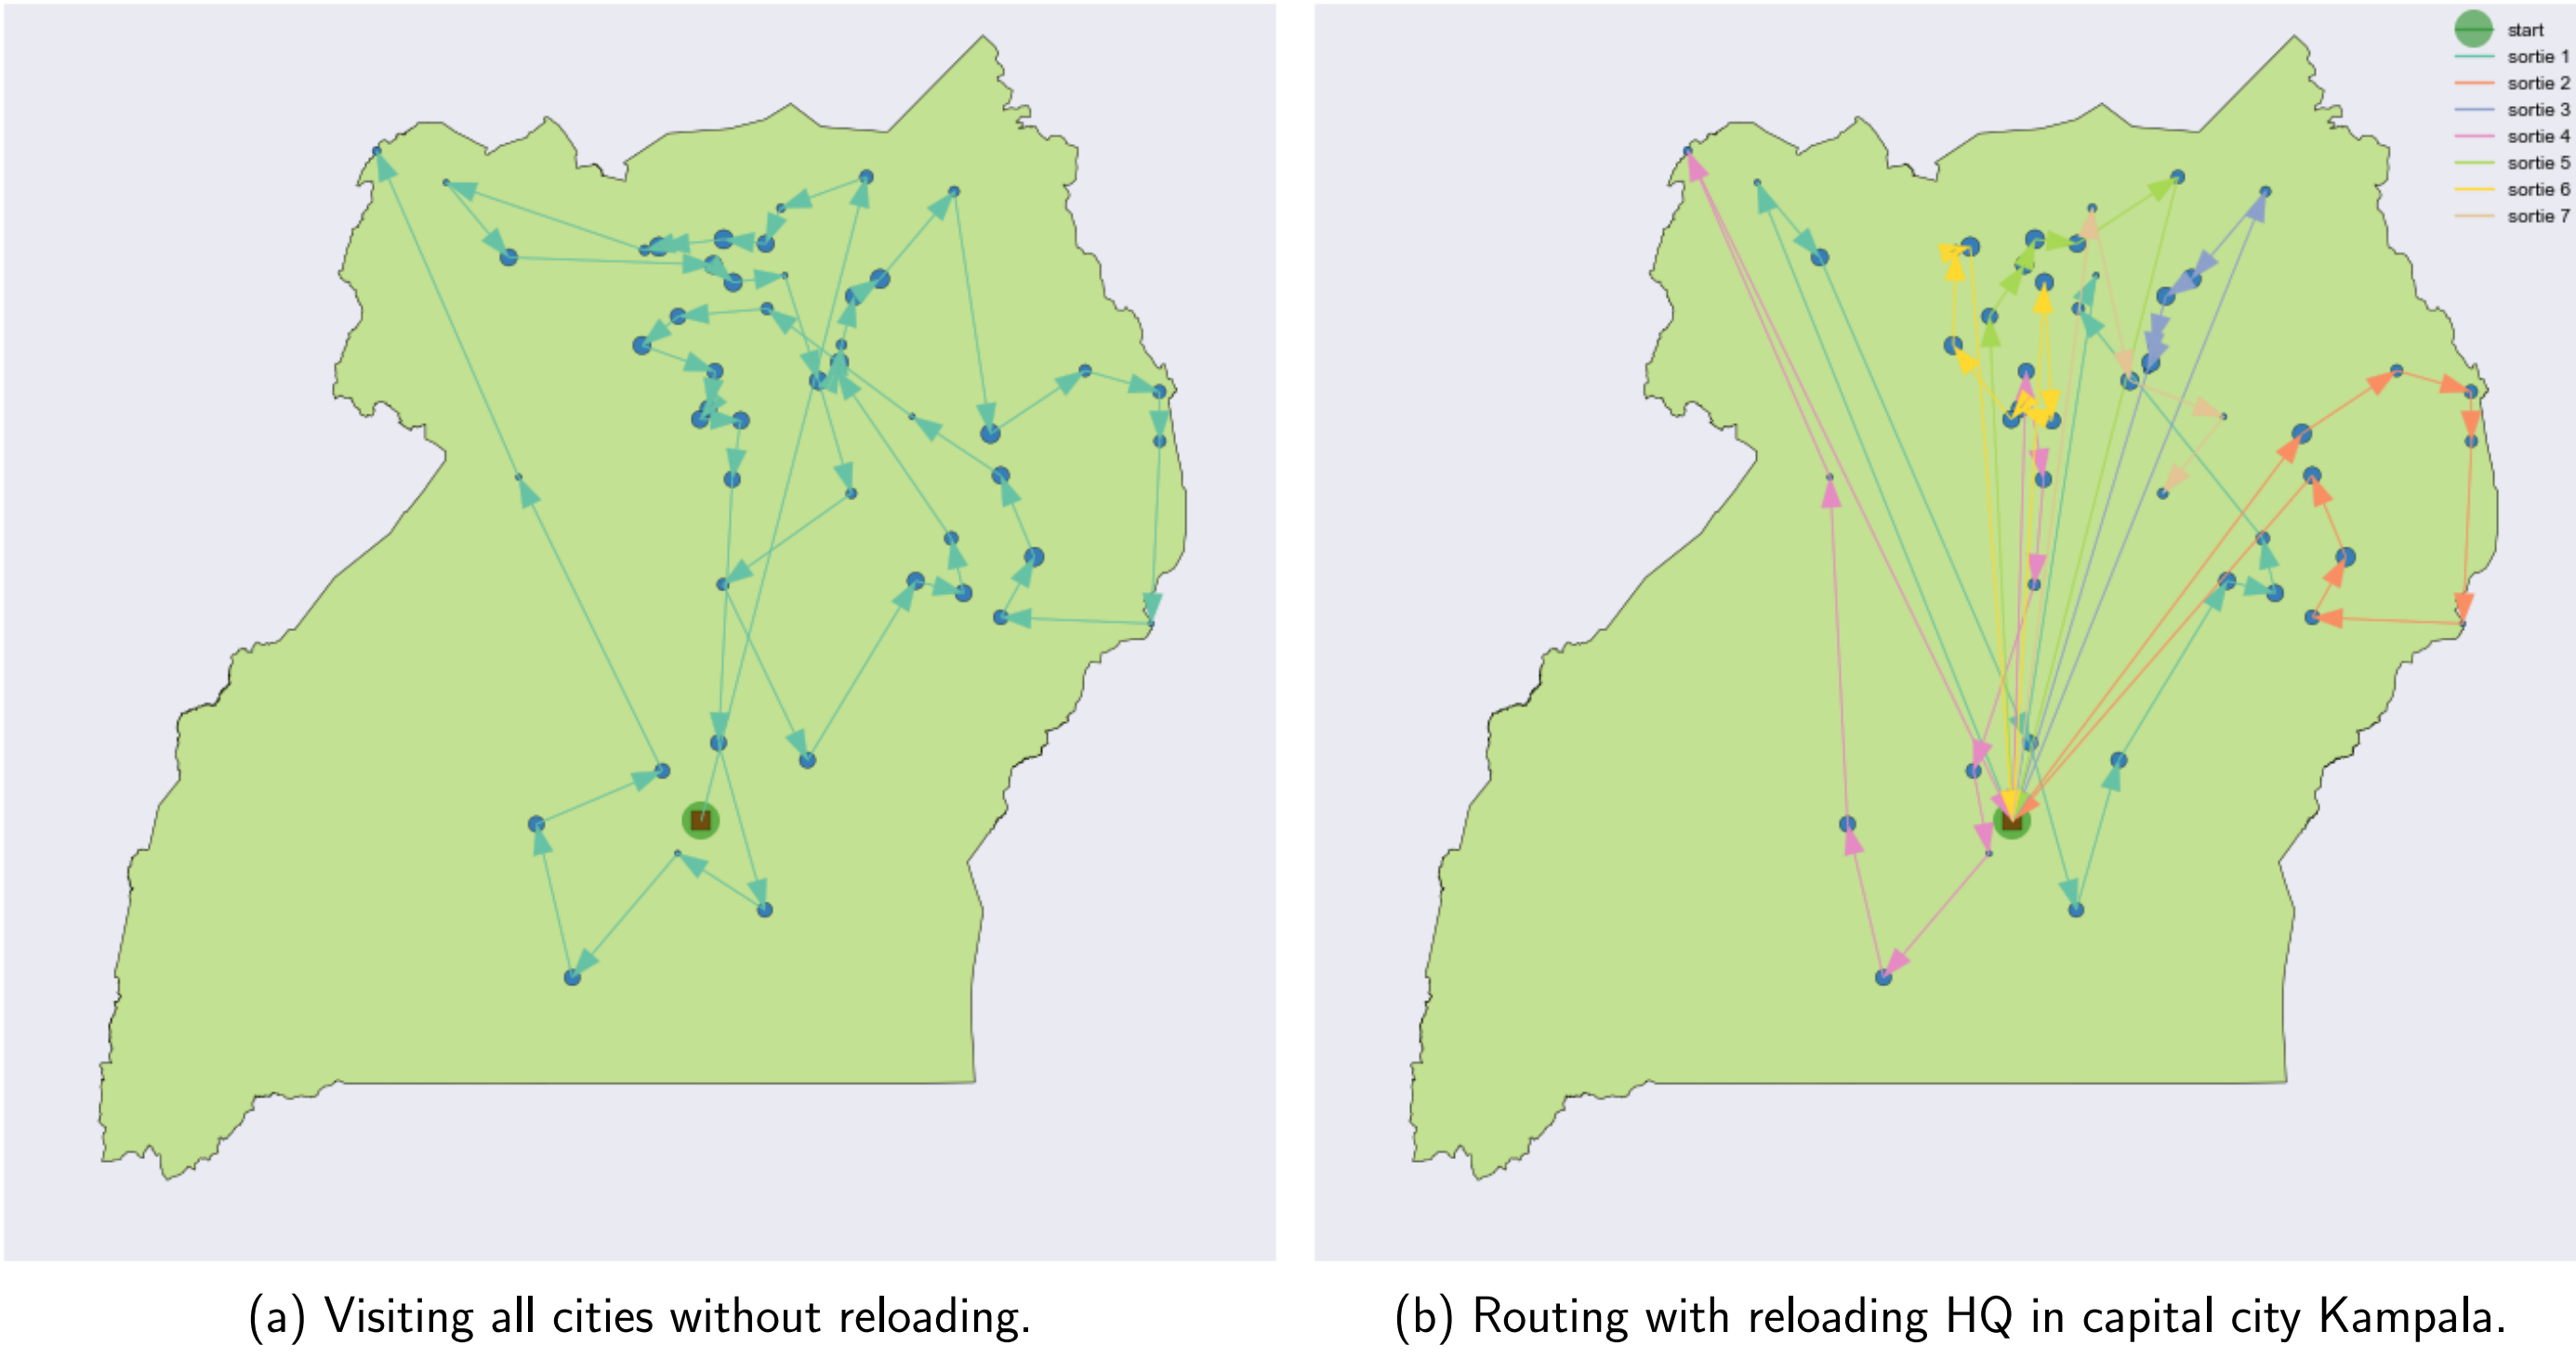 start
sortie 1
sortie 2
sortie 3
sortie 4
sortie 5
sortie 6
sortie 7
(a) Visiting all cities without reloading.
(b) Routing with reloading HQ in capital city Kampala.